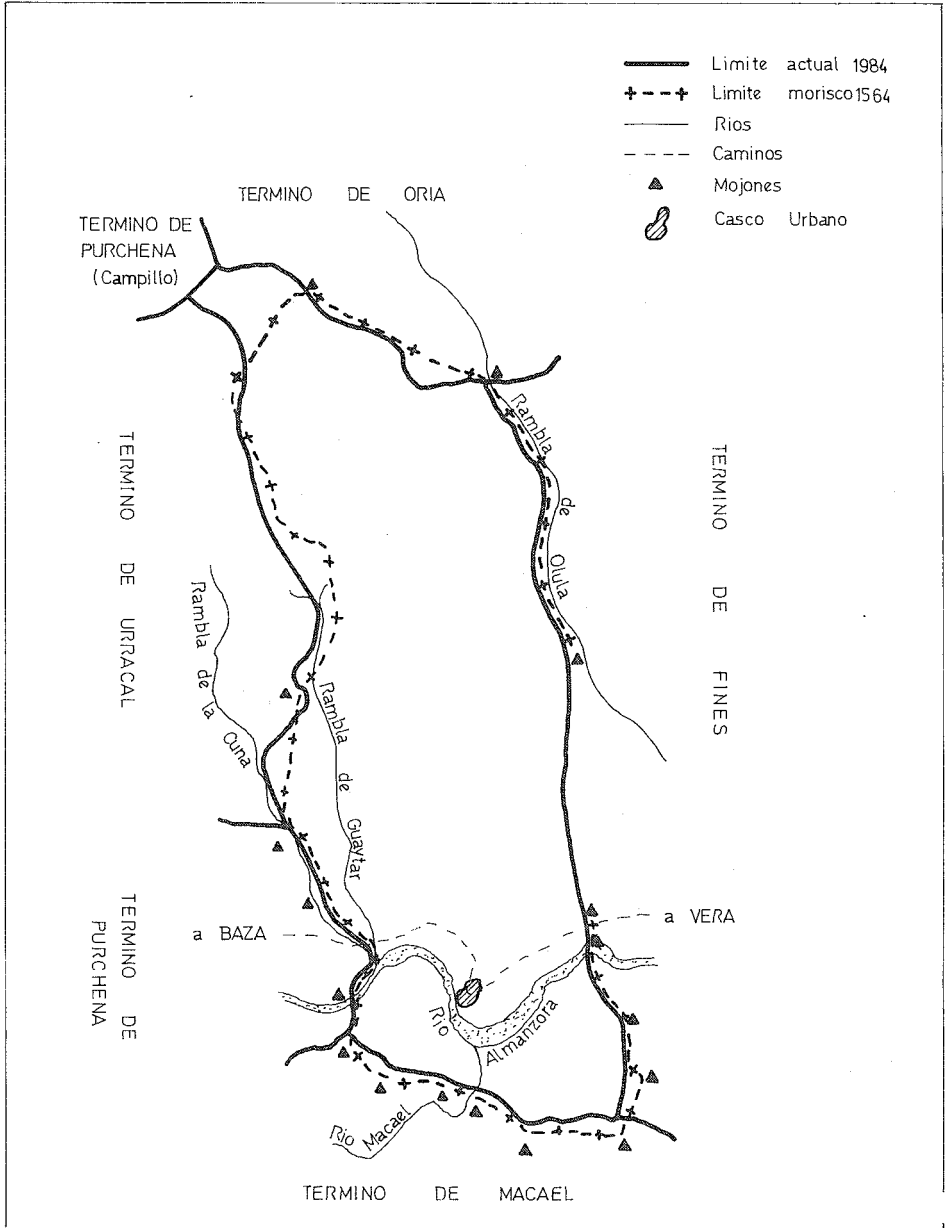 Limite actual 1984
Limite morisco 1564
Rios
Caminos
Mojones
Casco Urbano
TERMINO DE ORIA
TERMINO DE
PURCHENA
(Campillo)
Rambla de Olula
TERMINO DE URRACAL
TERMINO DE FINES
Rambla de la Cuna
Rambla de Guaytar
TERMINO DE
PURCHENA
a BAZA
a VERA
Rio Almanzora
Rio Macael
TERMINO DE MACAEL